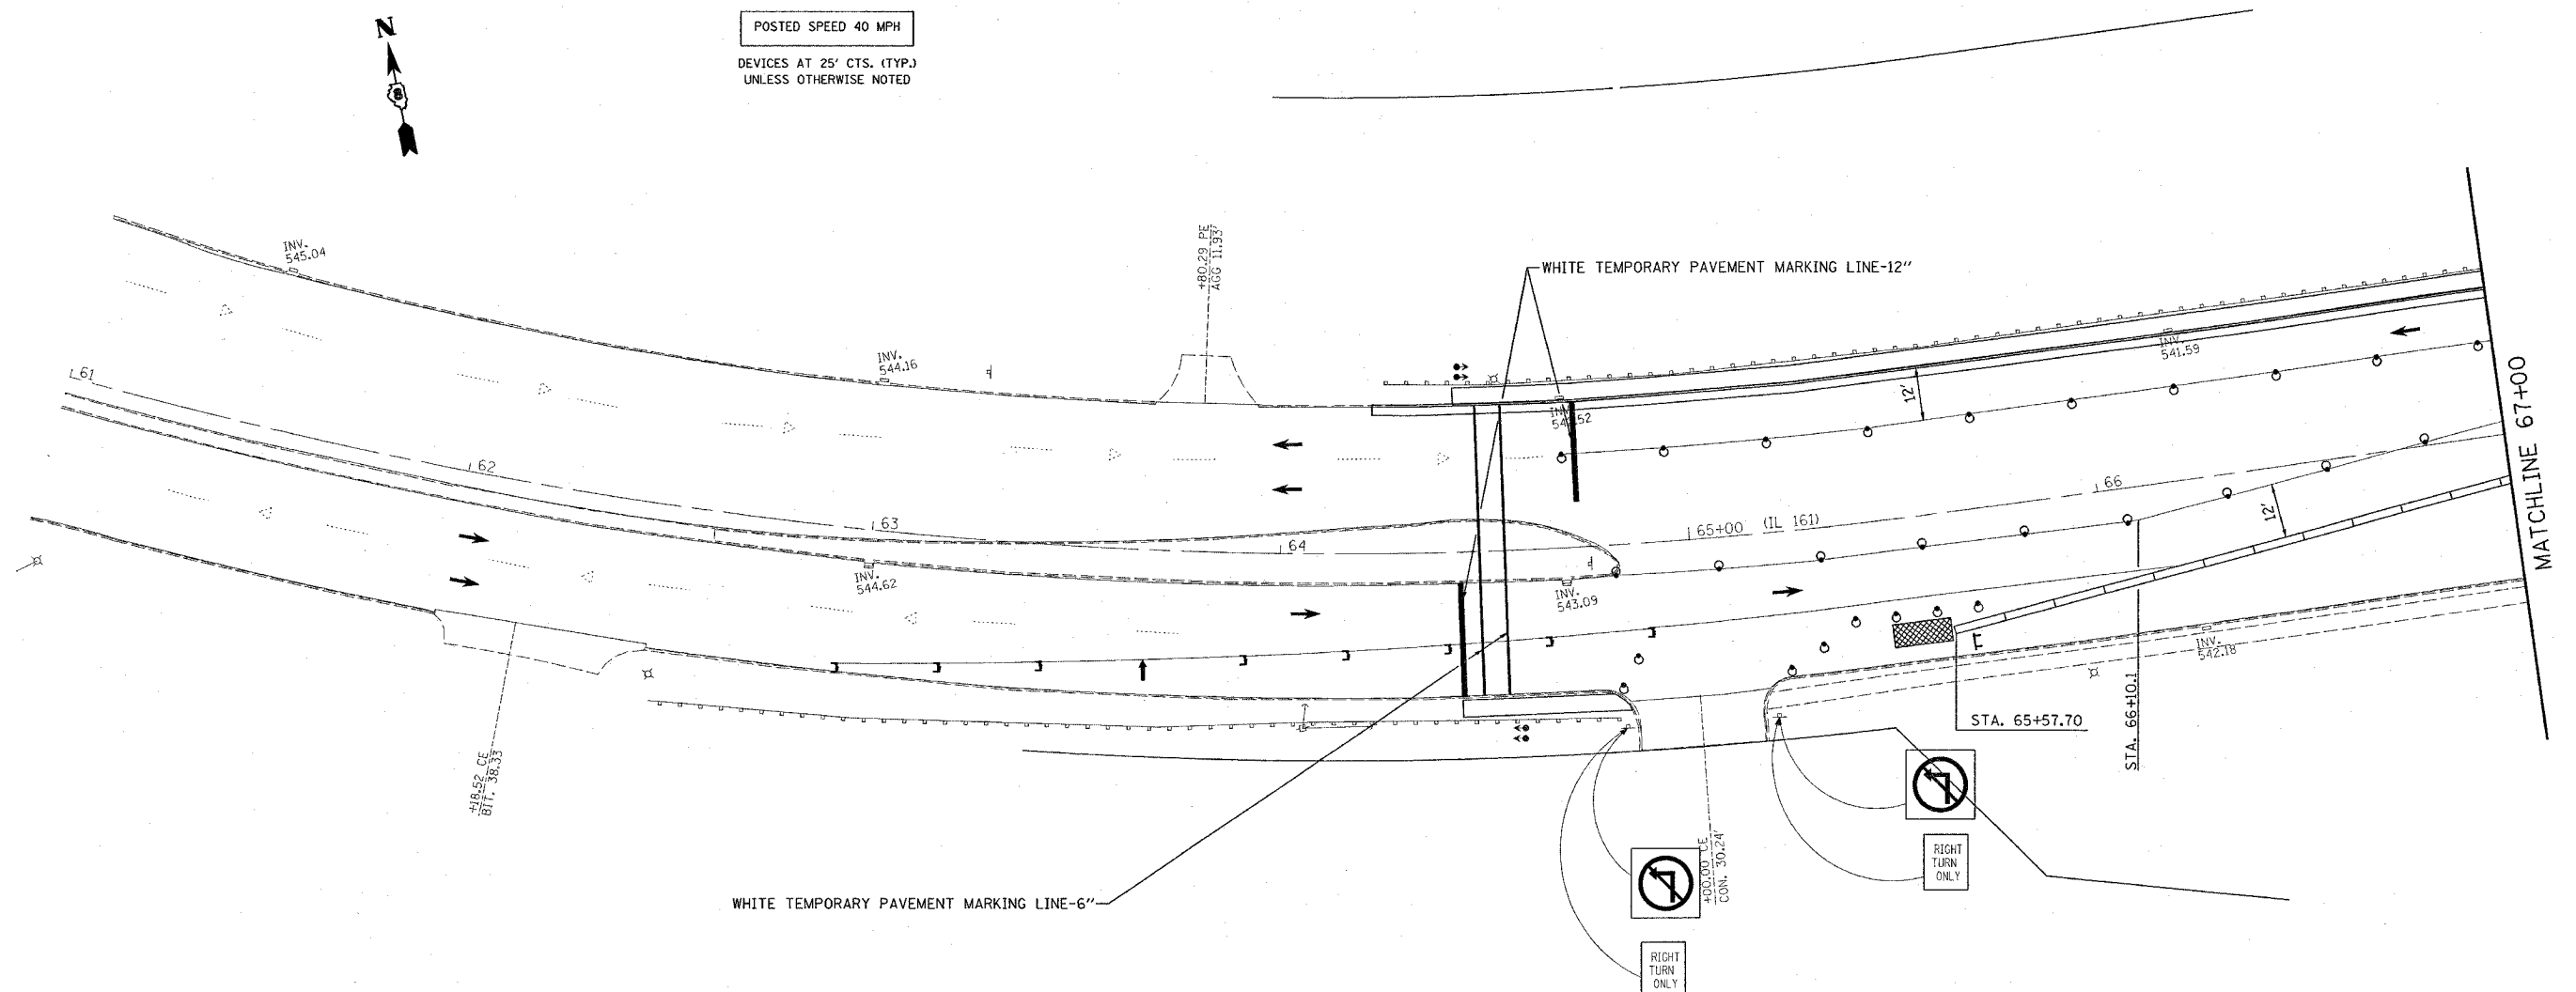 N
POSTED SPEED 40 MPH
DEVICES AT 25' CTS. (TYP.)
UNLESS OTHERWISE NOTED
INV.
545.04
+80.29 PE
AGG 11.93'
WHITE TEMPORARY PAVEMENT MARKING LINE-12"
INV.
544.16
INV.
541.59
61
12'
62
63
64
65+00 (IL 161)
66
12'
MATCHLINE 67+00
INV.
544.62
INV.
543.09
INV.
542.18
STA. 65+57.70
STA. 66+10.1
+18.52 CE
BIT. 38.33
+00.00 CE
CON. 30.24'
WHITE TEMPORARY PAVEMENT MARKING LINE-6"
RIGHT
TURN
ONLY
RIGHT
TURN
ONLY